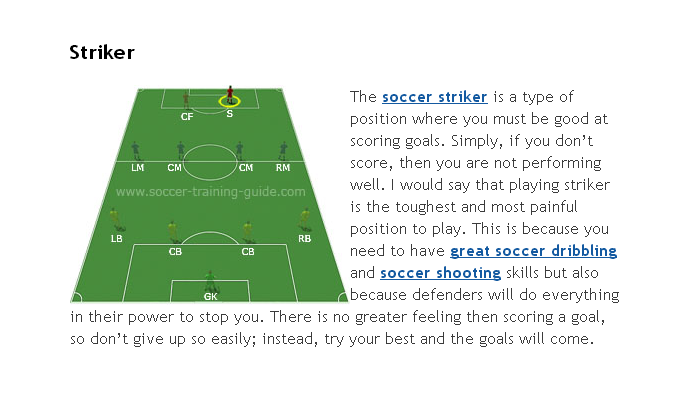 Striker
CF S
LM CM CM RM
www.soccer-training-guide.com
LB CB CB RB
GK
The soccer striker is a type of
position where you must be good at
scoring goals. Simply, if you don’t
score, then you are not performing
well. I would say that playing striker
is the toughest and most painful
position to play. This is because you
need to have great soccer dribbling
and soccer shooting skills but also
because defenders will do everything
in their power to stop you. There is no greater feeling then scoring a goal,
so don’t give up so easily; instead, try your best and the goals will come.